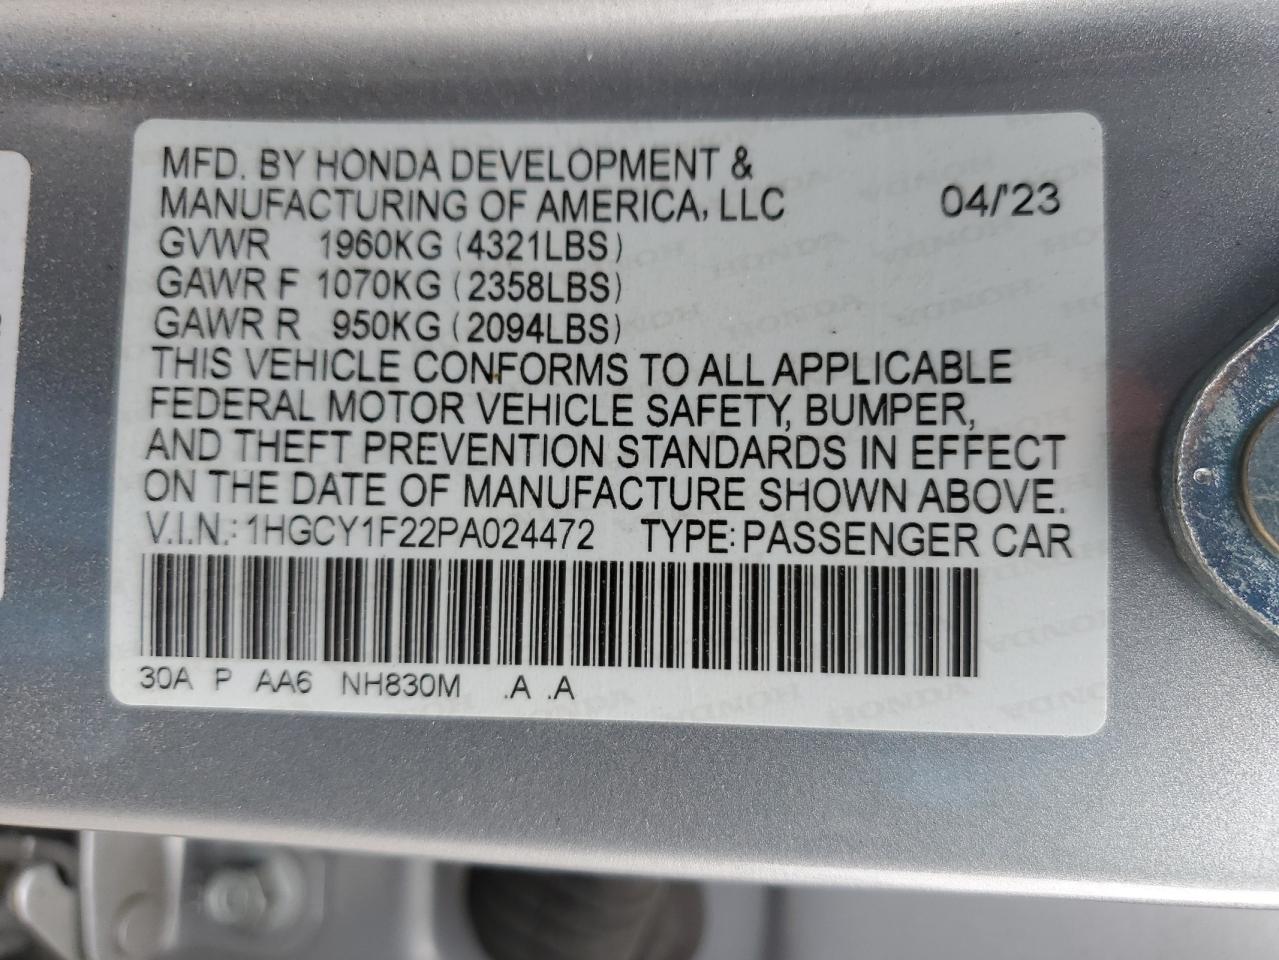 MFD. BY HONDA DEVELOPMENT &
MANUFACTURING OF AMERICA, LLC 04/'23
GVWR 1960KG (4321LBS)
GAWR F 1070KG (2358LBS)
GAWR R 950KG (2094LBS)
THIS VEHICLE CONFORMS TO ALL APPLICABLE
FEDERAL MOTOR VEHICLE SAFETY, BUMPER,
AND THEFT PREVENTION STANDARDS IN EFFECT
ON THE DATE OF MANUFACTURE SHOWN ABOVE.
V.I.N.: 1HGCY1F22PA024472 TYPE: PASSENGER CAR
30A P AA6 NH830M .A .A